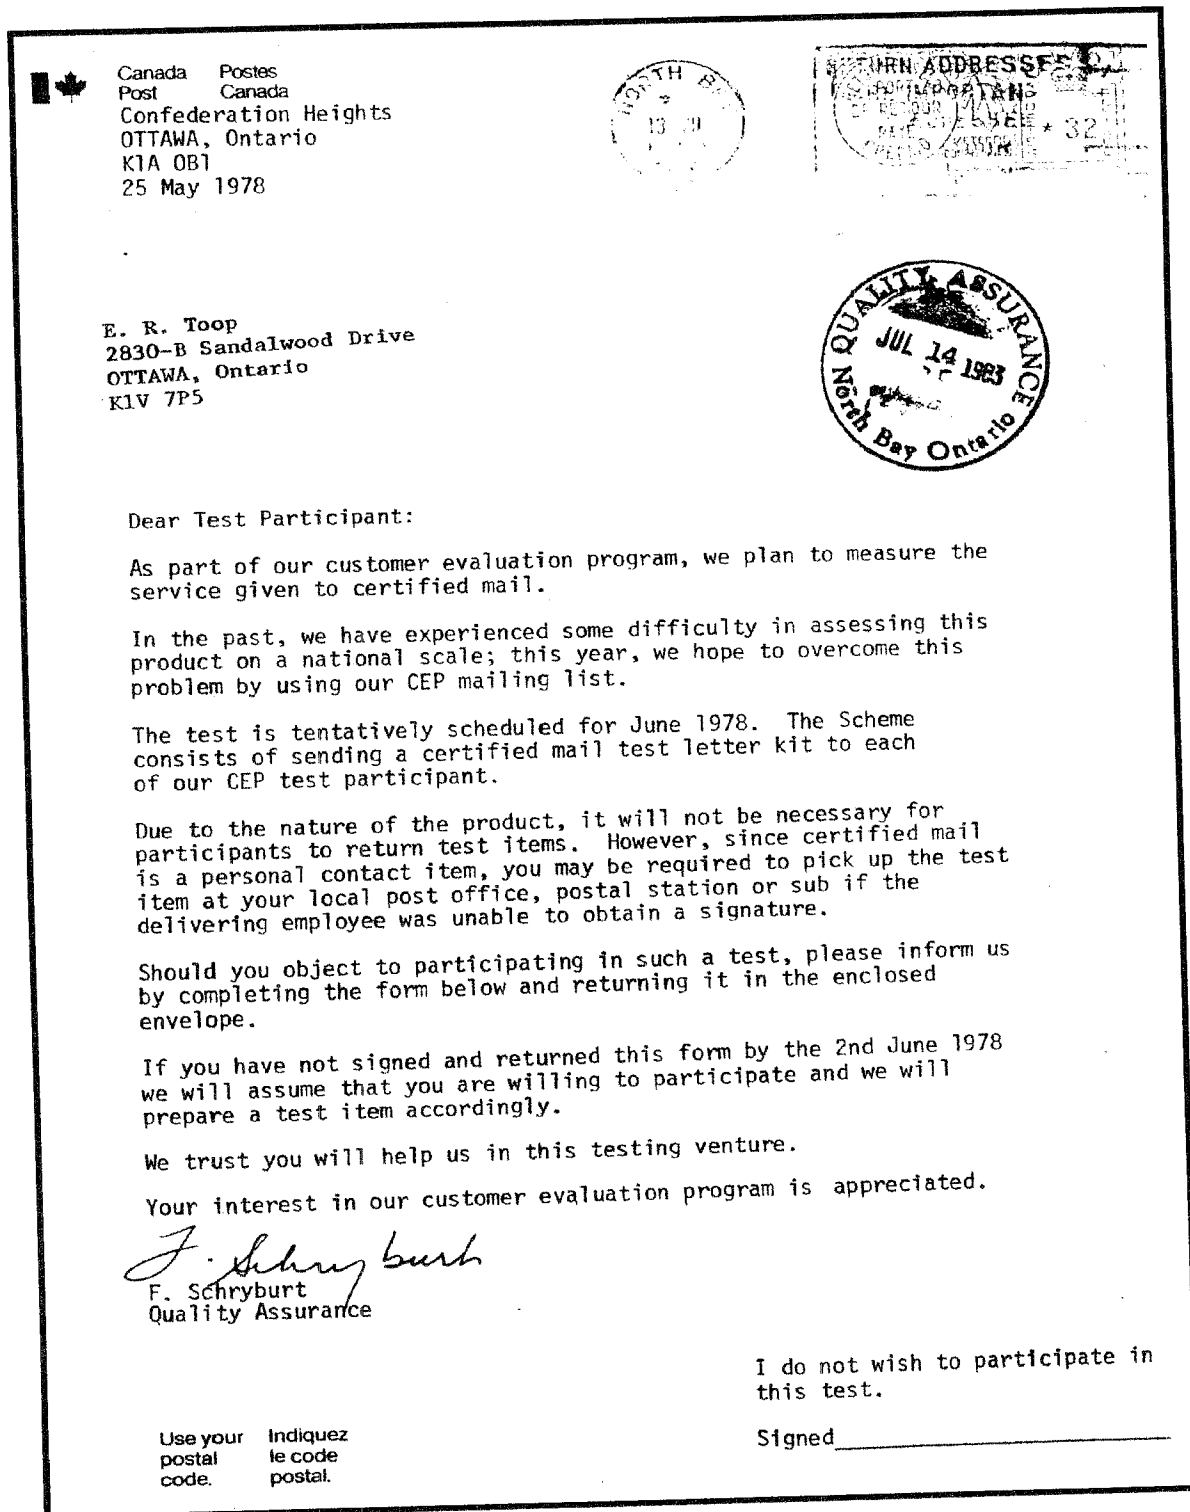 Canada Postes
Post Canada
Confederation Heights
OTTAWA, Ontario
K1A 0B1
25 May 1978
NORTH
13
RETURN ADDRESSES
* 32
QUALITY ASSURANCE
JUL 14 1983
North Bay Ontario
E. R. Toop
2830-B Sandalwood Drive
OTTAWA, Ontario
K1V 7P5
Dear Test Participant:
As part of our customer evaluation program, we plan to measure the
service given to certified mail.
In the past, we have experienced some difficulty in assessing this
product on a national scale; this year, we hope to overcome this
problem by using our CEP mailing list.
The test is tentatively scheduled for June 1978. The Scheme
consists of sending a certified mail test letter kit to each
of our CEP test participant.
Due to the nature of the product, it will not be necessary for
participants to return test items. However, since certified mail
is a personal contact item, you may be required to pick up the test
item at your local post office, postal station or sub if the
delivering employee was unable to obtain a signature.
Should you object to participating in such a test, please inform us
by completing the form below and returning it in the enclosed
envelope.
If you have not signed and returned this form by the 2nd June 1978
we will assume that you are willing to participate and we will
prepare a test item accordingly.
We trust you will help us in this testing venture.
Your interest in our customer evaluation program is appreciated.
F. Schryburt
F. Schryburt
Quality Assurance
I do not wish to participate in
this test.
Signed
Use your Indiquez
postal le code
code. postal.